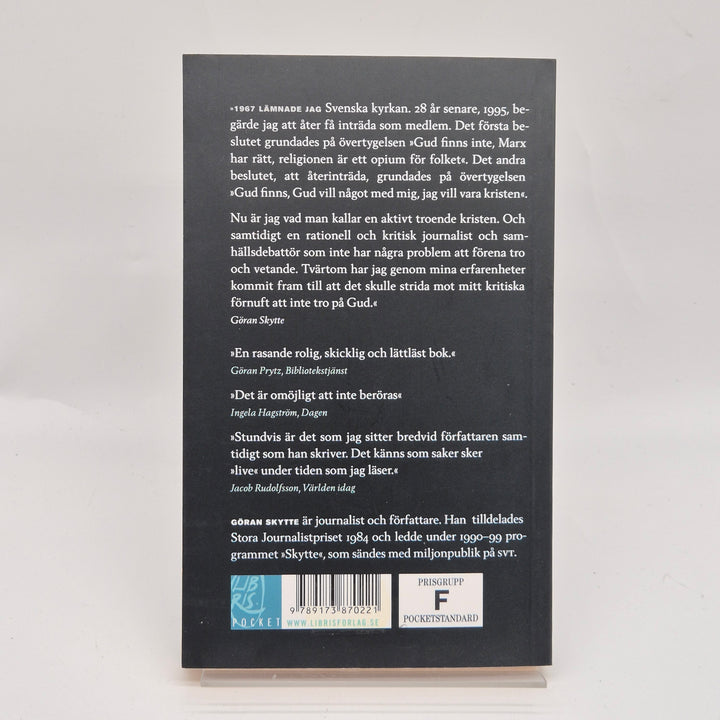 »1967 LÄMNADE JAG Svenska kyrkan. 28 år senare, 1995, be-
gärde jag att åter få inträda som medlem. Det första be-
slutet grundades på övertygelsen »Gud finns inte, Marx
har rätt, religionen är ett opium för folket«. Det andra
beslutet, att återinträda, grundades på övertygelsen
»Gud finns, Gud vill något med mig, jag vill vara kristen«.
Nu är jag vad man kallar en aktivt troende kristen. Och
samtidigt en rationell och kritisk journalist och sam-
hällsdebattör som inte har några problem att förena tro
och vetande. Tvärtom har jag genom mina erfarenheter
kommit fram till att det skulle strida mot mitt kritiska
förnuft att inte tro på Gud.«
Göran Skytte
»En rasande rolig, skicklig och lättläst bok.«
Göran Prytz, Bibliotekstjänst
»Det är omöjligt att inte beröras«
Ingela Hagström, Dagen
»Stundvis är det som jag sitter bredvid författaren sam-
tidigt som han skriver. Det känns som saker sker
»live« under tiden som jag läser.«
Jacob Rudolfsson, Världen idag
GÖRAN SKYTTE är journalist och författare. Han tilldelades
Stora Journalistpriset 1984 och ledde under 1990–99 pro-
grammet »Skytte«, som sändes med miljonpublik på SVT.
LIB
RIS
POCKET
9 789173 870221
WWW.LIBRISFORLAG.SE
PRISGRUPP
F
POCKETSTANDARD